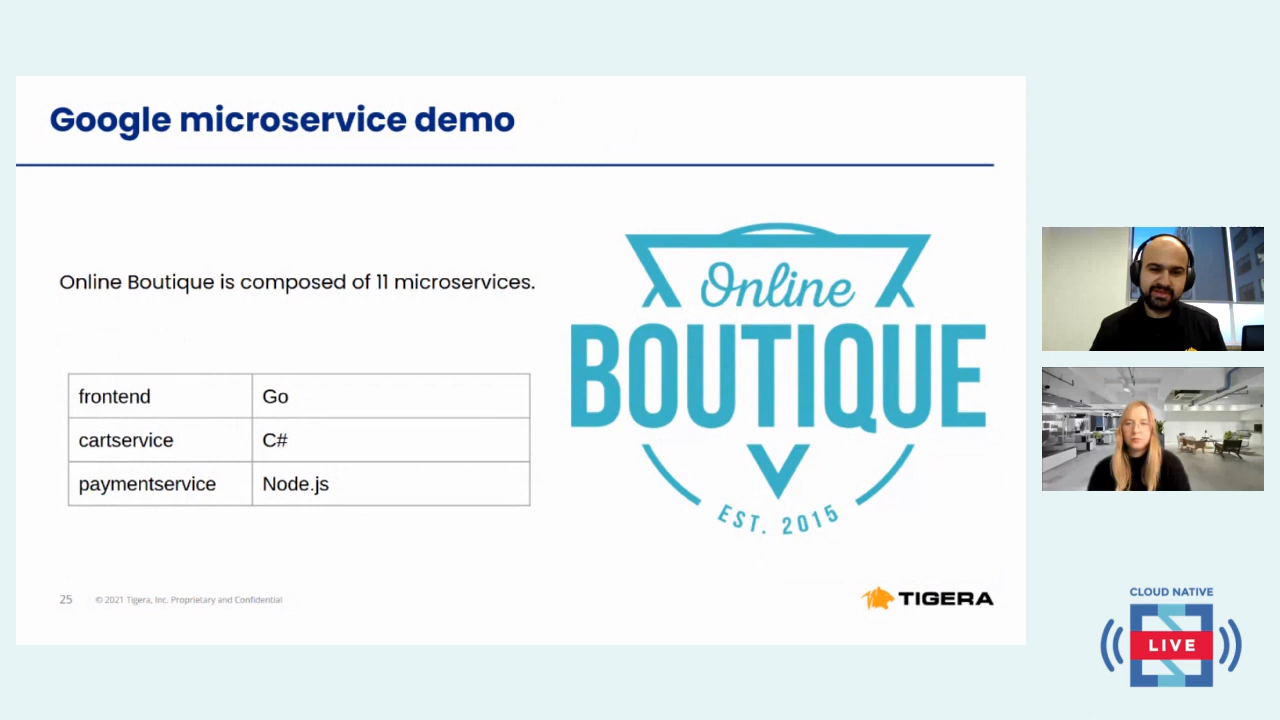 Google microservice demo
Online Boutique is composed of 11 microservices.
frontend Go
cartservice C#
paymentservice Node.js
Online
BOUTIQUE
EST. 2015
25 © 2021 Tigera, Inc. Proprietary and Confidential
TIGERA
CLOUD NATIVE
LIVE